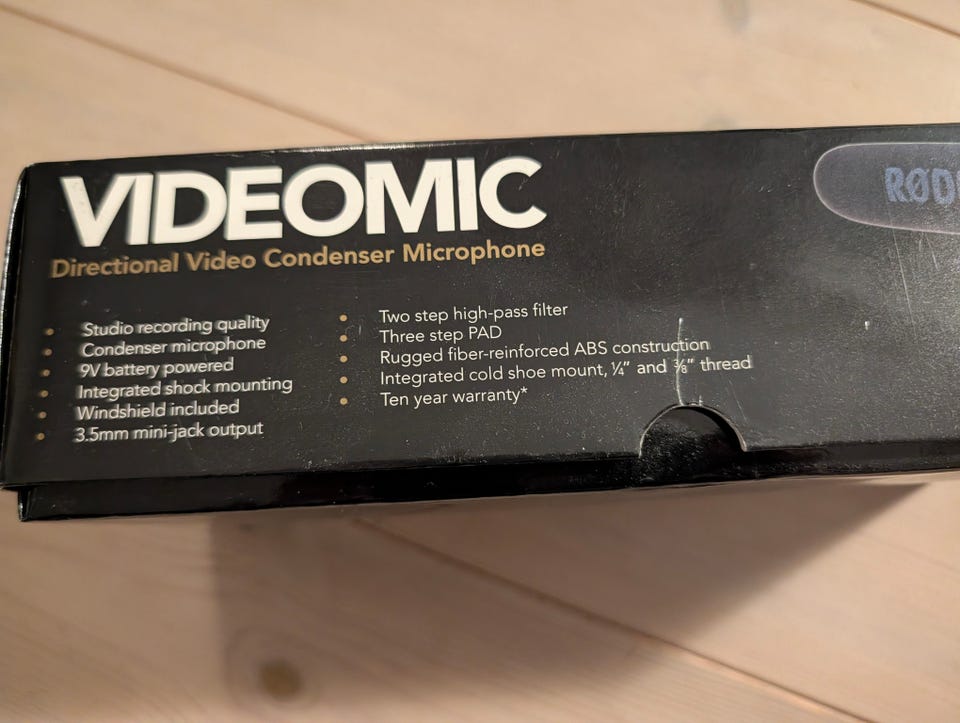 VIDEOMIC
RØD
Directional Video Condenser Microphone
• Studio recording quality
• Condenser microphone
• 9V battery powered
• Integrated shock mounting
• Windshield included
• 3.5mm mini-jack output
• Two step high-pass filter
• Three step PAD
• Rugged fiber-reinforced ABS construction
• Integrated cold shoe mount, ¼” and ⅜” thread
• Ten year warranty*